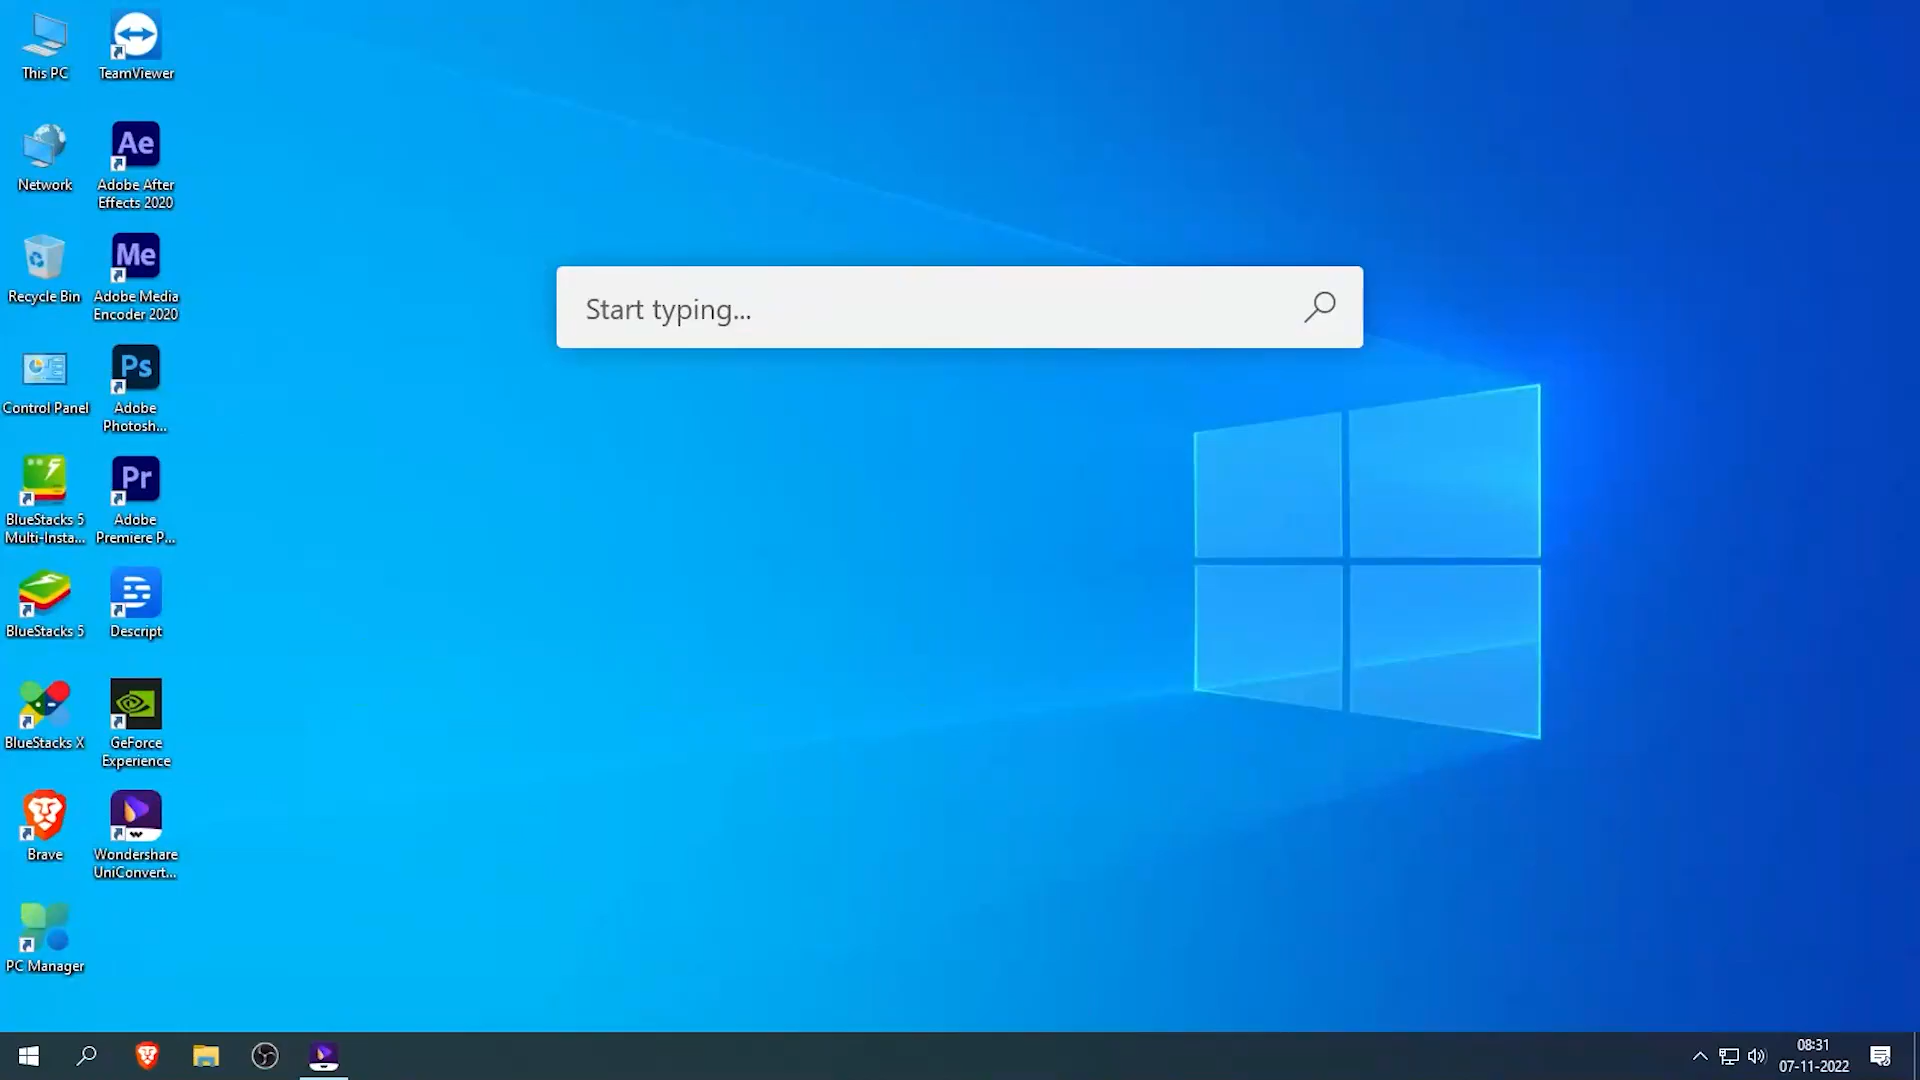 This PC
TeamViewer
Network
Ae
Adobe After
Effects 2020
Recycle Bin
Me
Adobe Media
Encoder 2020
Control Panel
Ps
Adobe
Photosh...
BlueStacks 5
Multi-Insta...
Pr
Adobe
Premiere P...
BlueStacks 5
Descript
BlueStacks X
GeForce
Experience
Brave
Wondershare
UniConvert...
PC Manager
Start typing...
08:31
07-11-2022